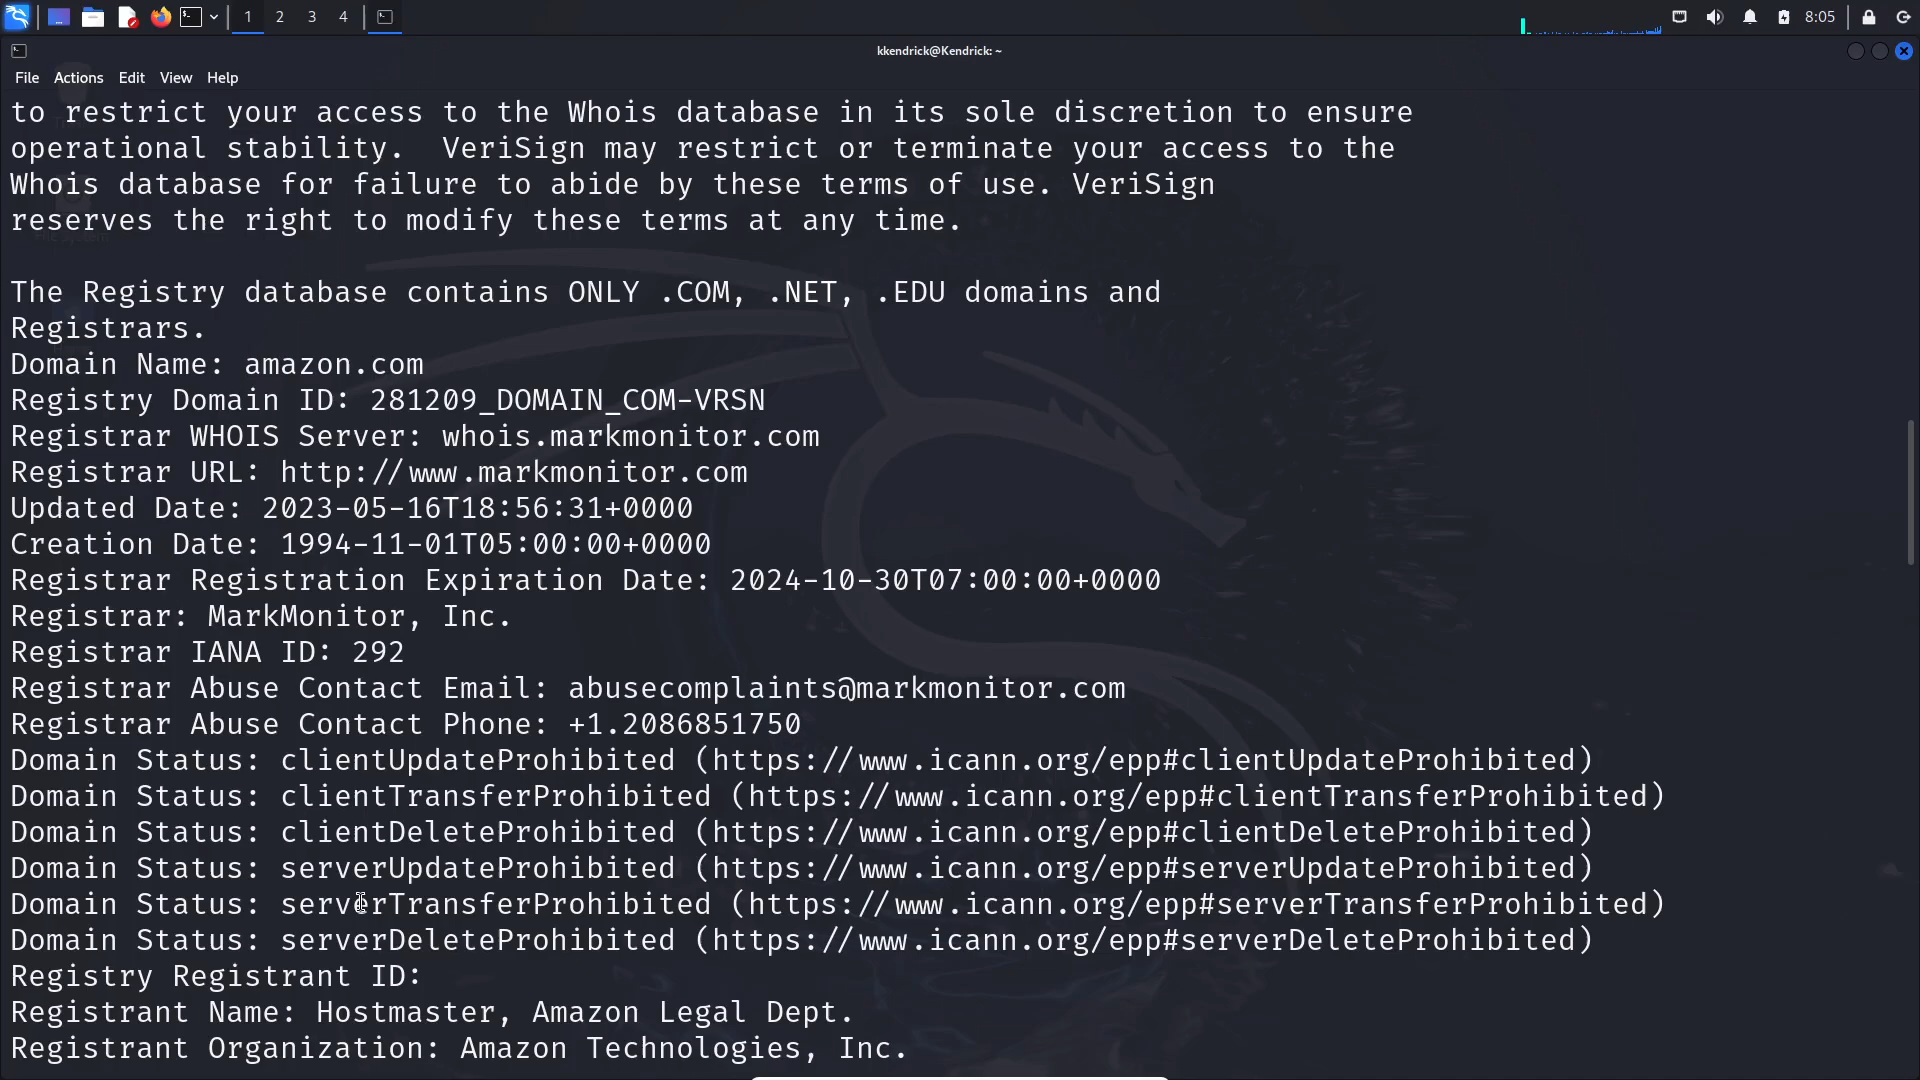 1 2 3 4 8:05
kkendrick@Kendrick: ~
File Actions Edit View Help
to restrict your access to the Whois database in its sole discretion to ensure
operational stability.  VeriSign may restrict or terminate your access to the
Whois database for failure to abide by these terms of use. VeriSign
reserves the right to modify these terms at any time.
The Registry database contains ONLY .COM, .NET, .EDU domains and
Registrars.
Domain Name: amazon.com
Registry Domain ID: 281209_DOMAIN_COM-VRSN
Registrar WHOIS Server: whois.markmonitor.com
Registrar URL: http://www.markmonitor.com
Updated Date: 2023-05-16T18:56:31+0000
Creation Date: 1994-11-01T05:00:00+0000
Registrar Registration Expiration Date: 2024-10-30T07:00:00+0000
Registrar: MarkMonitor, Inc.
Registrar IANA ID: 292
Registrar Abuse Contact Email: abusecomplaints@markmonitor.com
Registrar Abuse Contact Phone: +1.2086851750
Domain Status: clientUpdateProhibited (https://www.icann.org/epp#clientUpdateProhibited)
Domain Status: clientTransferProhibited (https://www.icann.org/epp#clientTransferProhibited)
Domain Status: clientDeleteProhibited (https://www.icann.org/epp#clientDeleteProhibited)
Domain Status: serverUpdateProhibited (https://www.icann.org/epp#serverUpdateProhibited)
Domain Status: serverTransferProhibited (https://www.icann.org/epp#serverTransferProhibited)
Domain Status: serverDeleteProhibited (https://www.icann.org/epp#serverDeleteProhibited)
Registry Registrant ID:
Registrant Name: Hostmaster, Amazon Legal Dept.
Registrant Organization: Amazon Technologies, Inc.